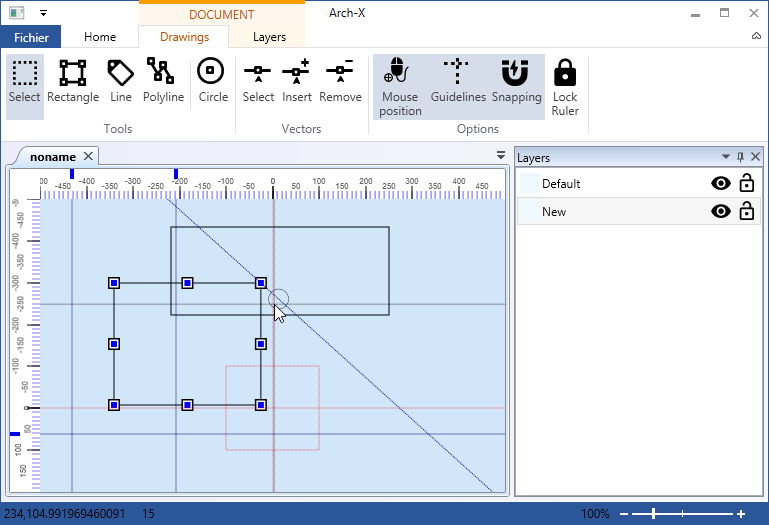 DOCUMENT
Arch-X
Fichier Home Drawings Layers
Select Rectangle Line Polyline Circle Select Insert Remove Mouse position Guidelines Snapping Lock Ruler
Tools Vectors Options
noname
Layers
-450 -400 -350 -300 -250 -200 -150 -100 -50 0 50 100 150 200 250 300 350 400 450
Default
New
-450
-400
-350
-300
-250
-200
-150
-100
-50
0
50
100
150
234,104.991969460091 15 100%